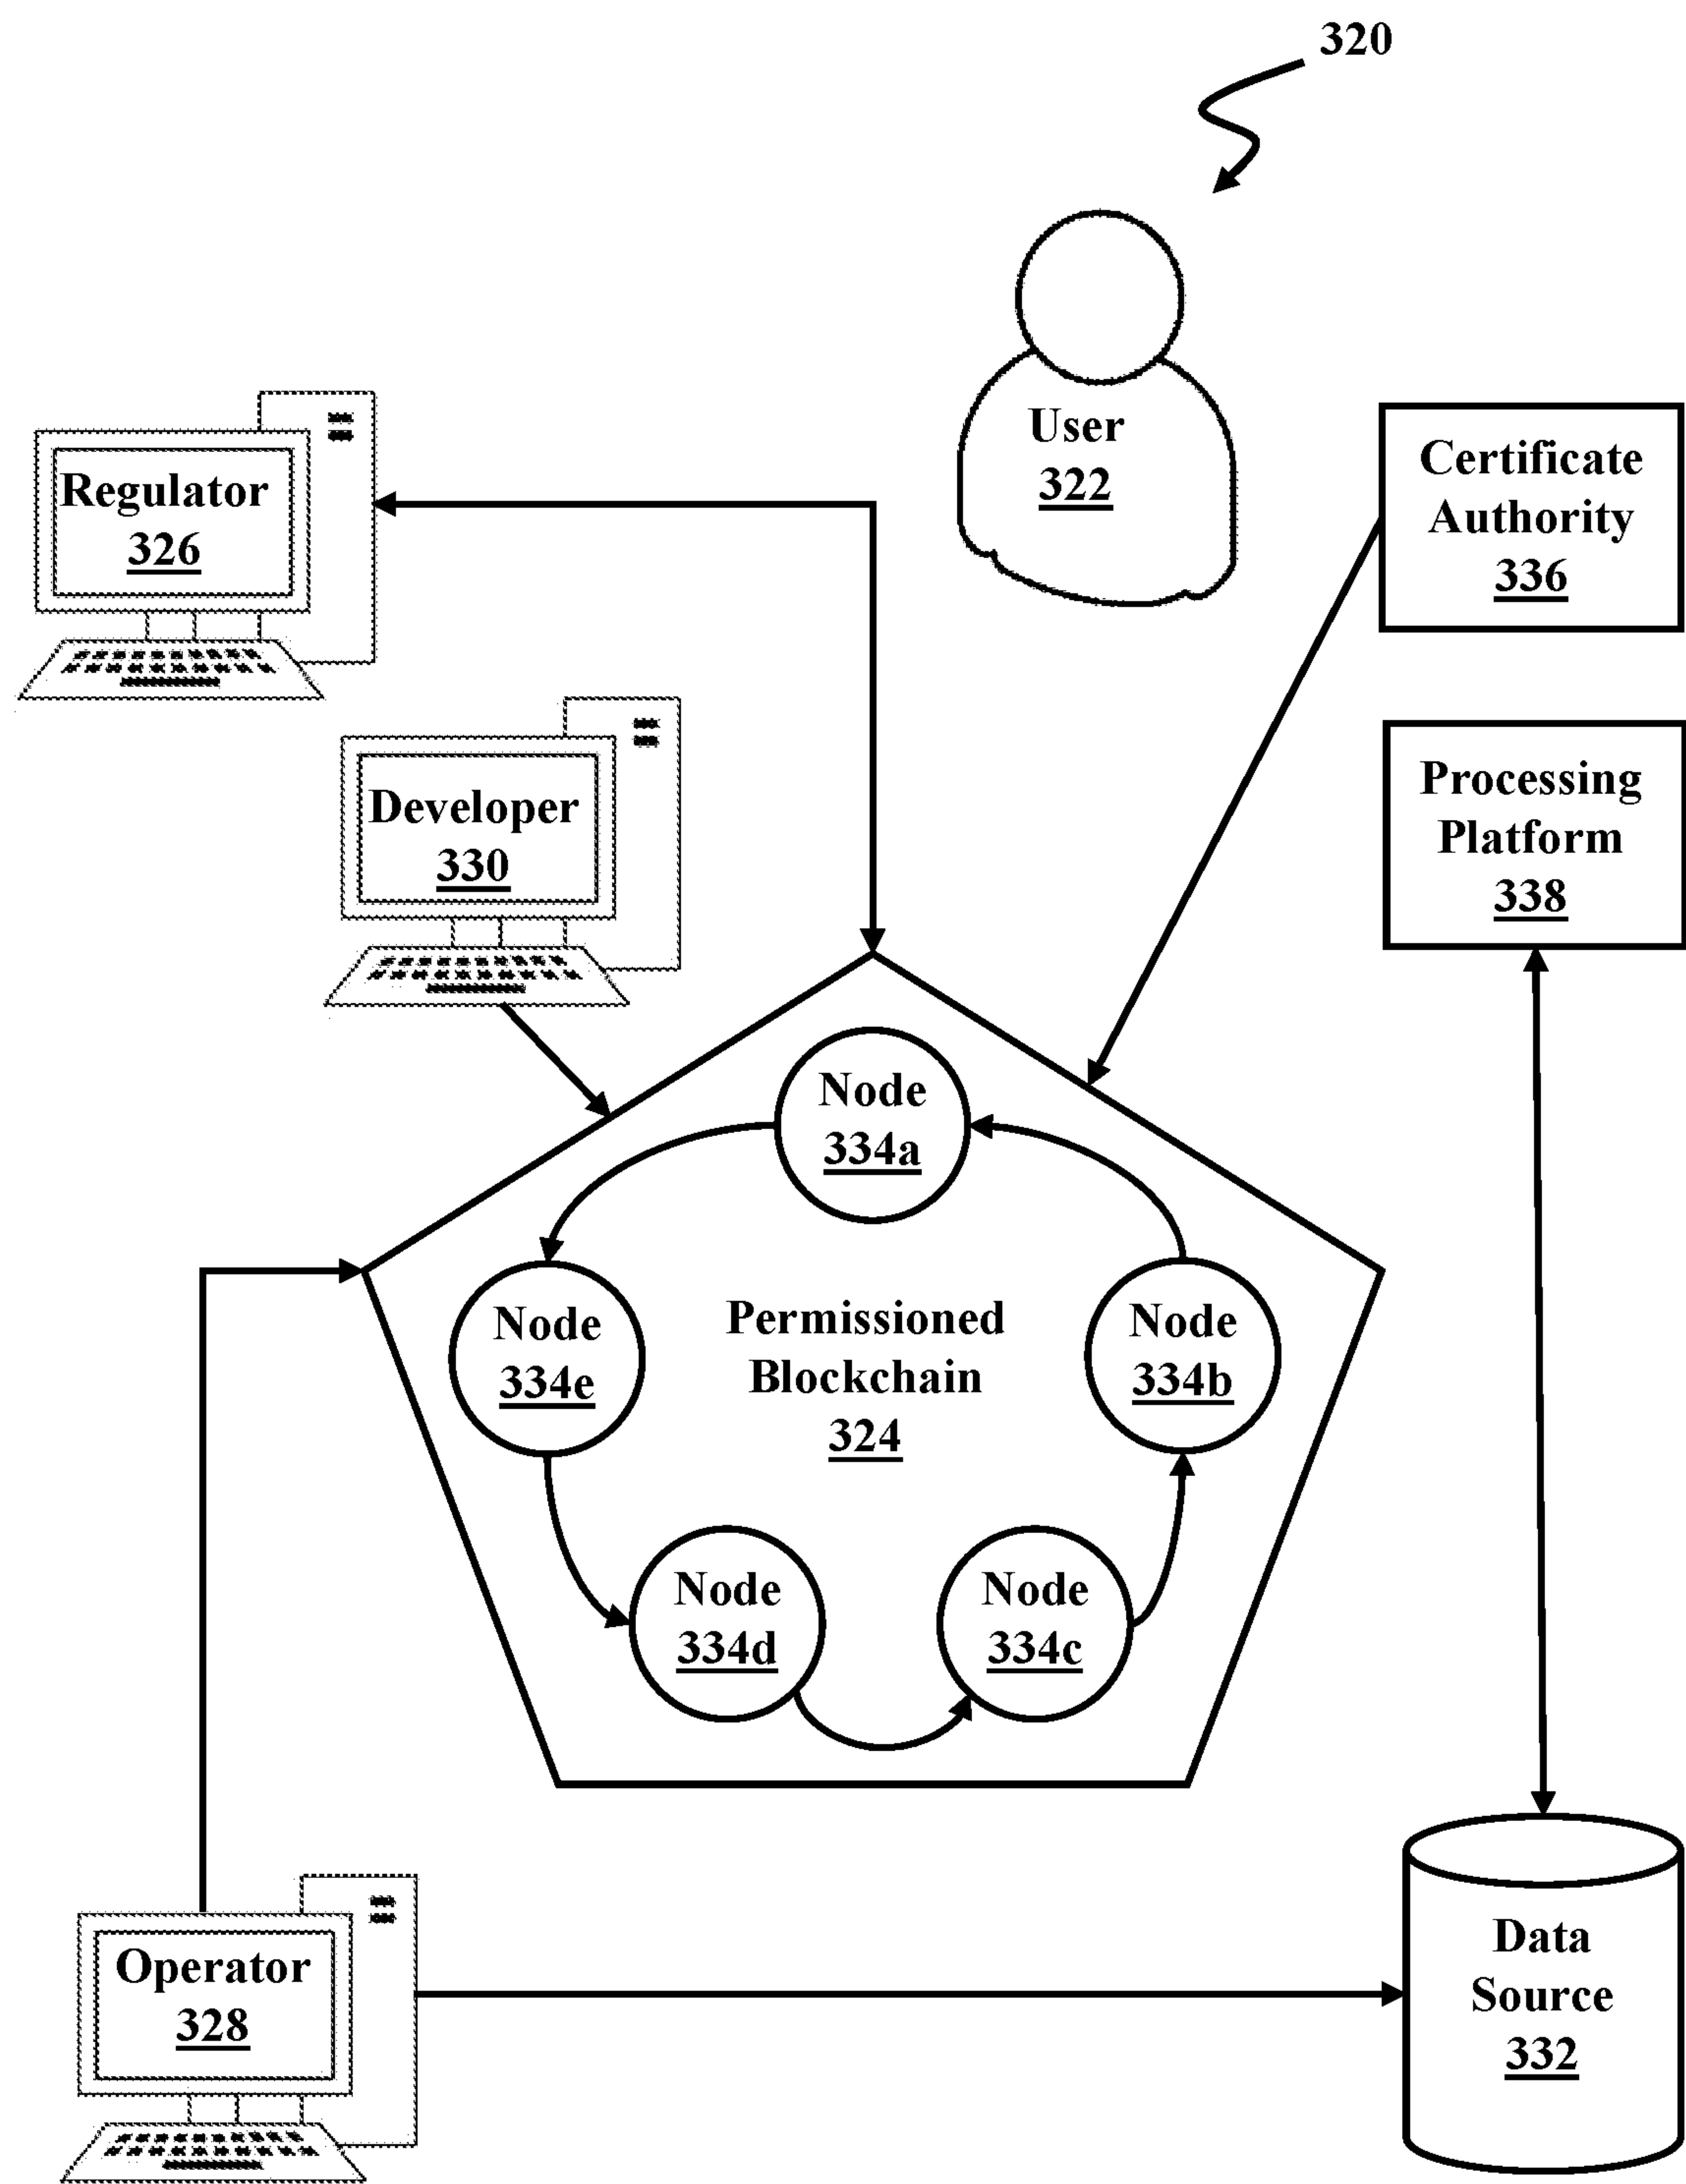 320
User
322
Regulator
326
Certificate
Authority
336
Developer
330
Processing
Platform
338
Node
334a
Node
334e
Permissioned
Blockchain
324
Node
334b
Node
334d
Node
334c
Operator
328
Data
Source
332